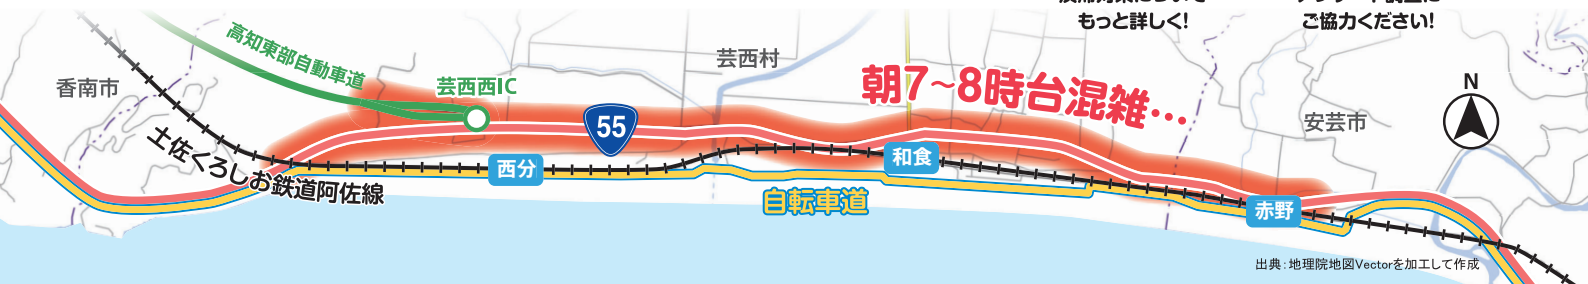 もっと詳しく!
ご協力ください!
高知東部自動車道
香南市
芸西西IC
芸西村
朝7~8時台混雑…
N
安芸市
55
土佐くろしお鉄道阿佐線
西分
和食
自転車道
赤野
出典：地理院地図Vectorを加工して作成